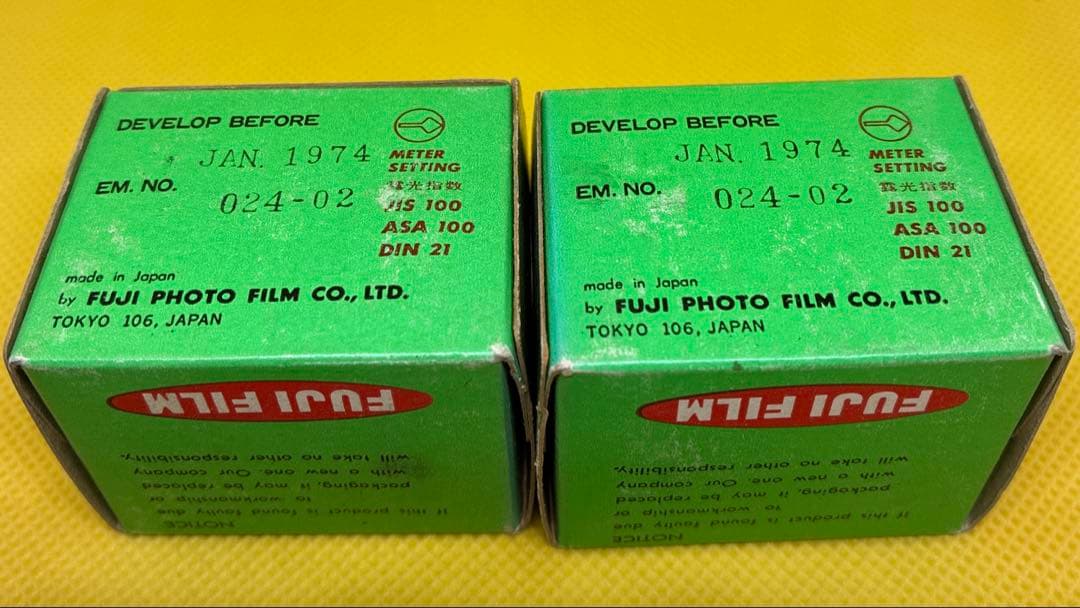 DEVELOP BEFORE
JAN. 1974
EM. NO.
024-02
METER
SETTING
露光指数
JIS 100
ASA 100
DIN 21
made in Japan
by FUJI PHOTO FILM CO., LTD.
TOKYO 106, JAPAN
FUJI FILM
NOTICE
If this product is found faulty due
to workmanship or
packaging, it may be replaced
with a new one. Our company
will take no other responsibility.
DEVELOP BEFORE
JAN. 1974
EM. NO.
024-02
METER
SETTING
露光指数
JIS 100
ASA 100
DIN 21
made in Japan
by FUJI PHOTO FILM CO., LTD.
TOKYO 106, JAPAN
FUJI FILM
NOTICE
If this product is found faulty due
to workmanship or
packaging, it may be replaced
with a new one. Our company
will take no other responsibility.